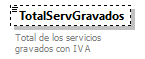 TotalServGravados
Total de los servicios
gravados con IVA